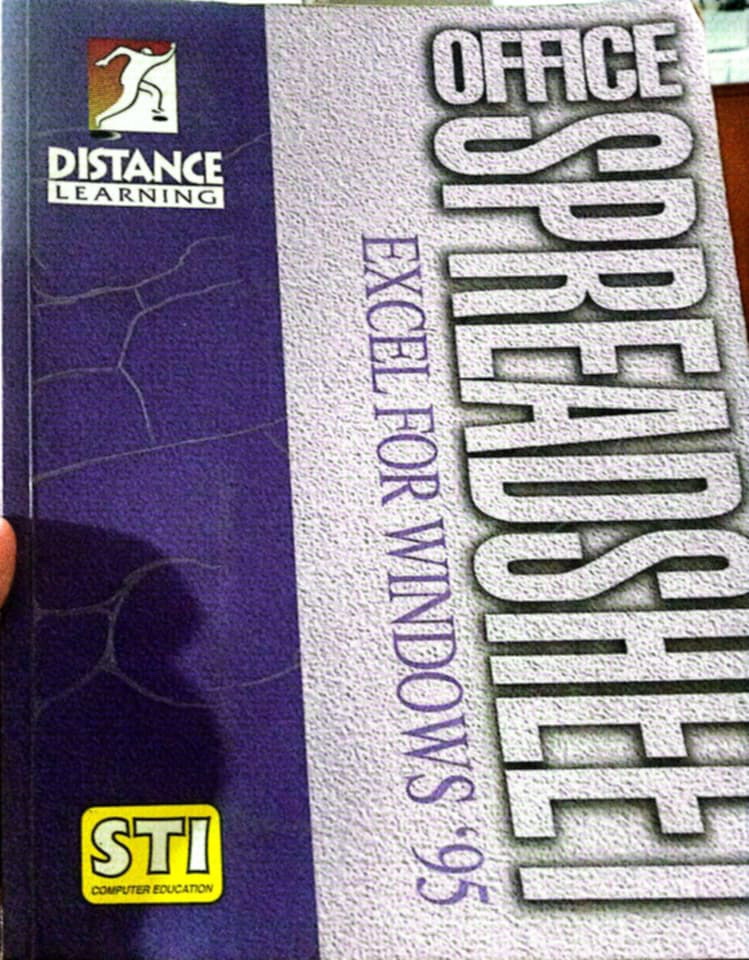 DISTANCE
LEARNING
OFFICE
SPREADSHEET
EXCEL FOR WINDOWS '95
STI
COMPUTER EDUCATION